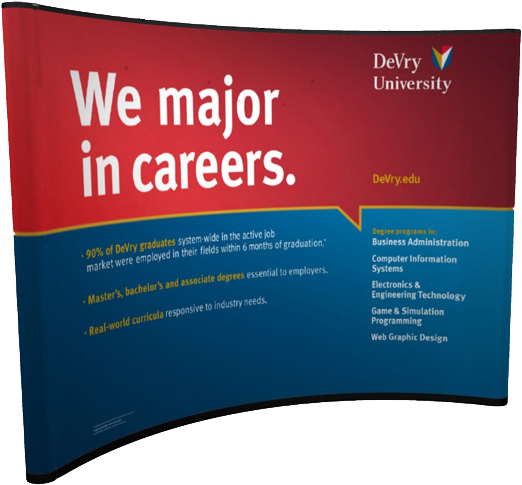 We major
in careers.
DeVry
University
DeVry.edu
· 90% of DeVry graduates system-wide in the active job
market were employed in their fields within 6 months of graduation.*
· Master's, bachelor's and associate degrees essential to employers.
· Real-world curricula responsive to industry needs.
Degree programs in:
Business Administration
Computer Information
Systems
Electronics &
Engineering Technology
Game & Simulation
Programming
Web Graphic Design